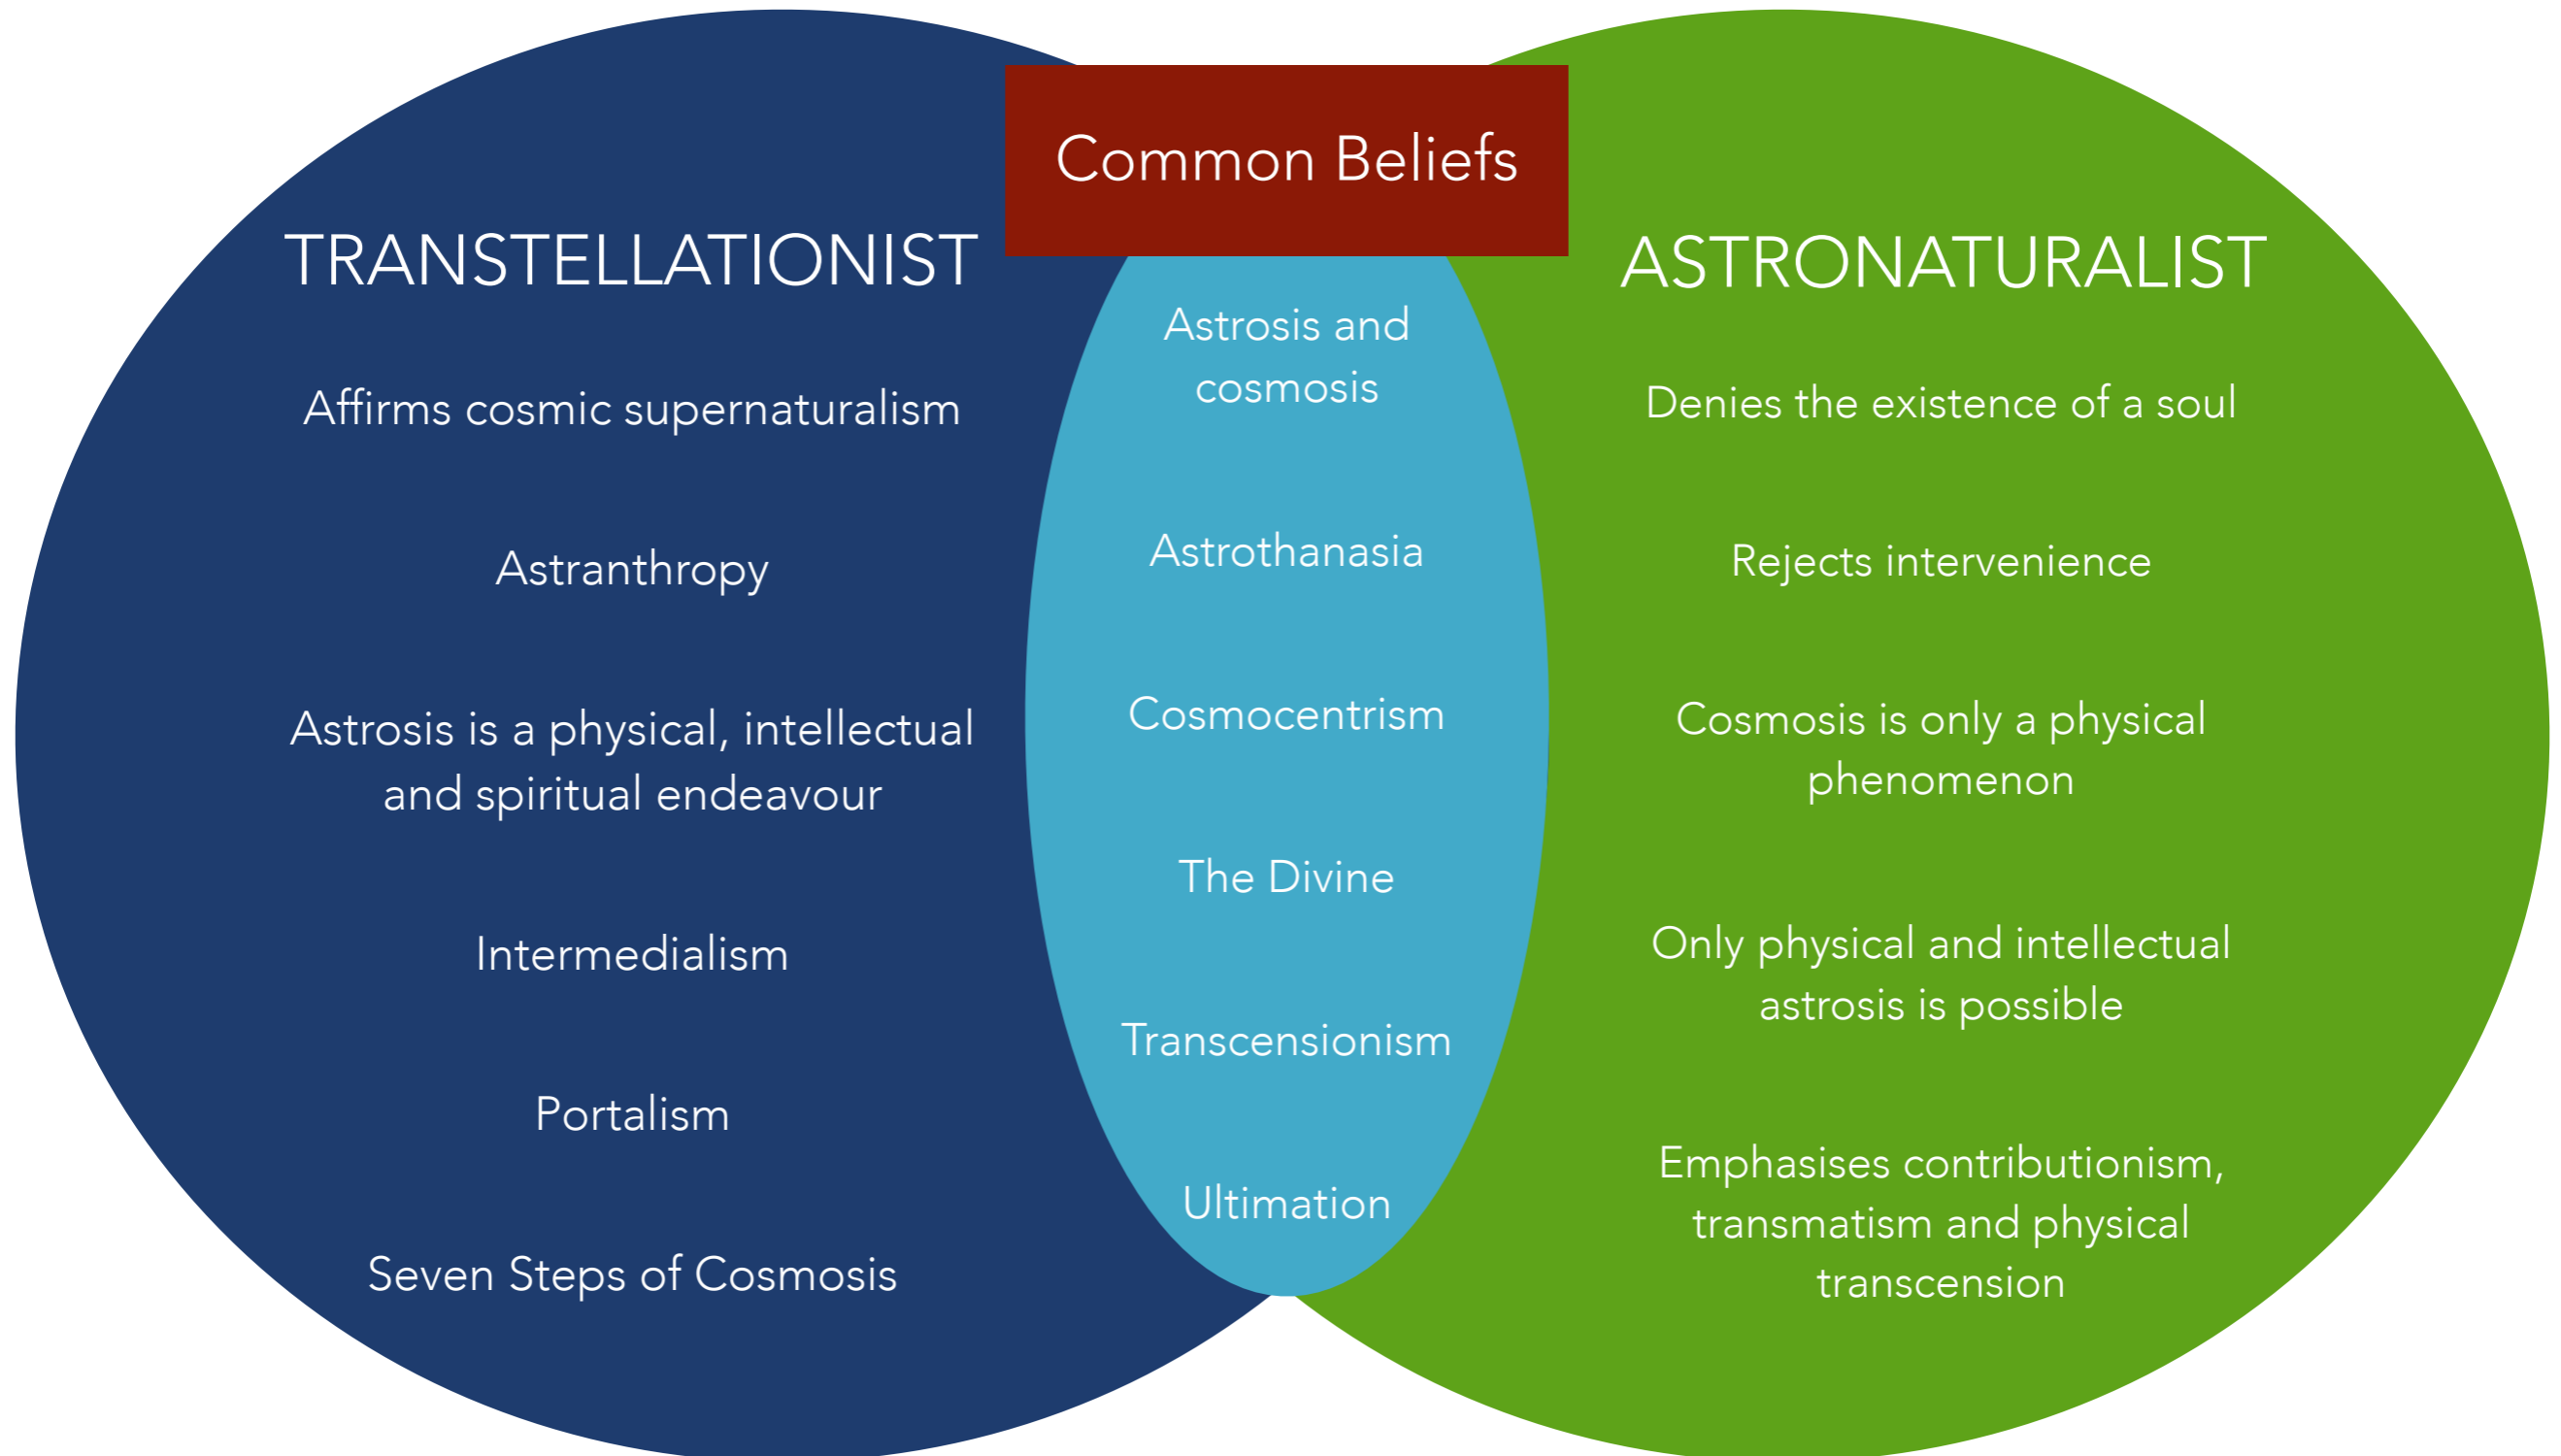 Common Beliefs
TRANSTELLATIONIST
Affirms cosmic supernaturalism
Astranthropy
Astrosis is a physical, intellectual
and spiritual endeavour
Intermedialism
Portalism
Seven Steps of Cosmosis
Astrosis and
cosmosis
Astrothanasia
Cosmocentrism
The Divine
Transcensionism
Ultimation
ASTRONATURALIST
Denies the existence of a soul
Rejects intervenience
Cosmosis is only a physical
phenomenon
Only physical and intellectual
astrosis is possible
Emphasises contributionism,
transmatism and physical
transcension